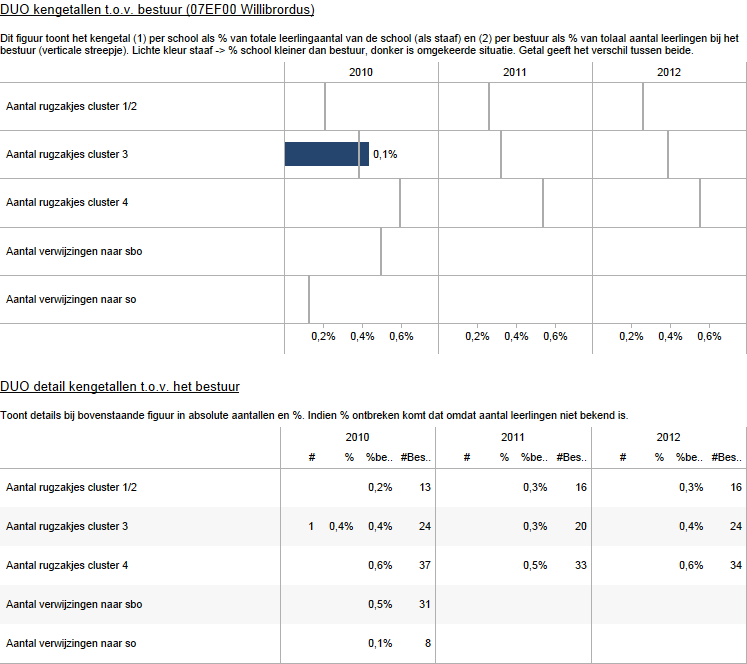 DUO kengetallen t.o.v. bestuur (07EF00 Willibrordus)
Dit figuur toont het kengetal (1) per school als % van totale leerlingaantal van de school (als staaf) en (2) per bestuur als % van tolaal aantal leerlingen bij het
bestuur (verticale streepje). Lichte kleur staaf -> % school kleiner dan bestuur, donker is omgekeerde situatie. Getal geeft het verschil tussen beide.
2010 2011 2012
Aantal rugzakjes cluster 1/2
Aantal rugzakjes cluster 3 0,1%
Aantal rugzakjes cluster 4
Aantal verwijzingen naar sbo
Aantal verwijzingen naar so
0,2% 0,4% 0,6% 0,2% 0,4% 0,6% 0,2% 0,4% 0,6%
DUO detail kengetallen t.o.v. het bestuur
Toont details bij bovenstaande figuur in absolute aantallen en %. Indien % ontbreken komt dat omdat aantal leerlingen niet bekend is.
2010 2011 2012
# % %be.. #Bes.. # % %be.. #Bes.. # % %be.. #Bes..
Aantal rugzakjes cluster 1/2 0,2% 13 0,3% 16 0,3% 16
Aantal rugzakjes cluster 3 1 0,4% 0,4% 24 0,3% 20 0,4% 24
Aantal rugzakjes cluster 4 0,6% 37 0,5% 33 0,6% 34
Aantal verwijzingen naar sbo 0,5% 31
Aantal verwijzingen naar so 0,1% 8